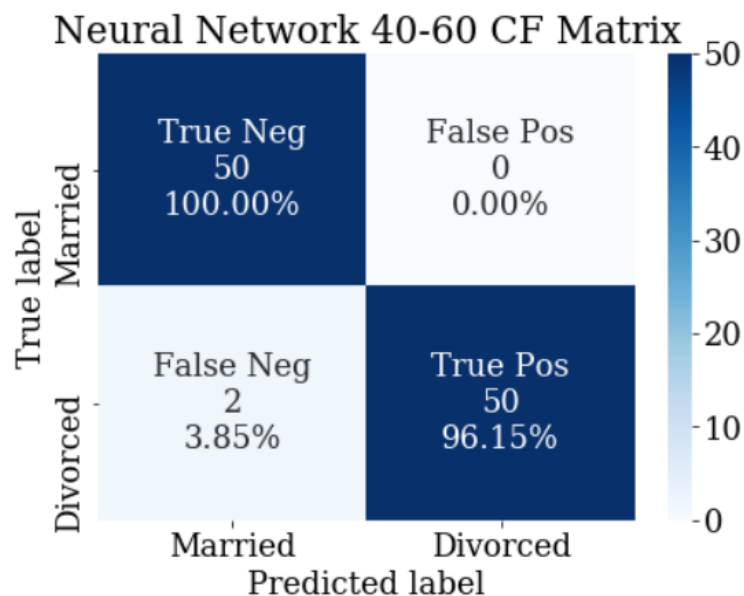 Neural Network 40-60 CF Matrix
True label
Married
Divorced
True Neg
50
100.00%
False Pos
0
0.00%
False Neg
2
3.85%
True Pos
50
96.15%
Married
Divorced
Predicted label
50
40
30
20
10
0